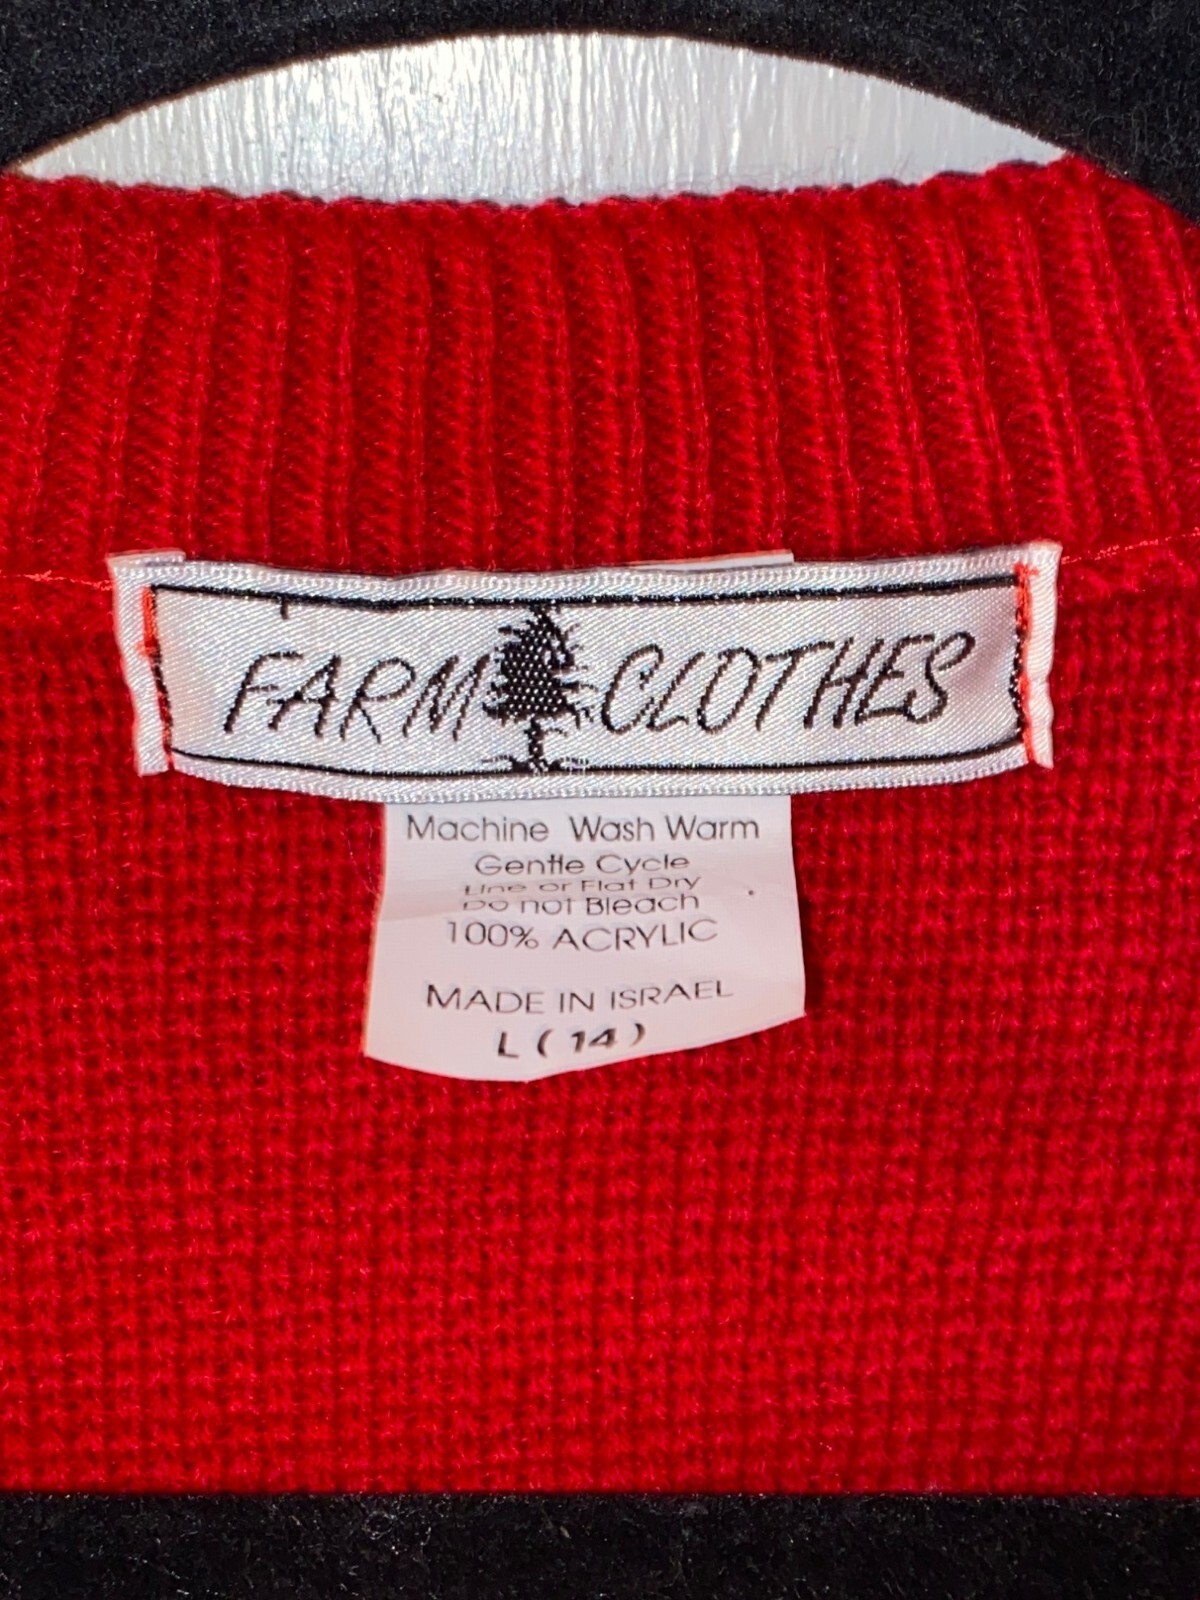 FARM CLOTHES
Machine Wash Warm
Gentle Cycle
Line or Flat Dry
Do not Bleach
100% ACRYLIC
MADE IN ISRAEL
L ( 14 )